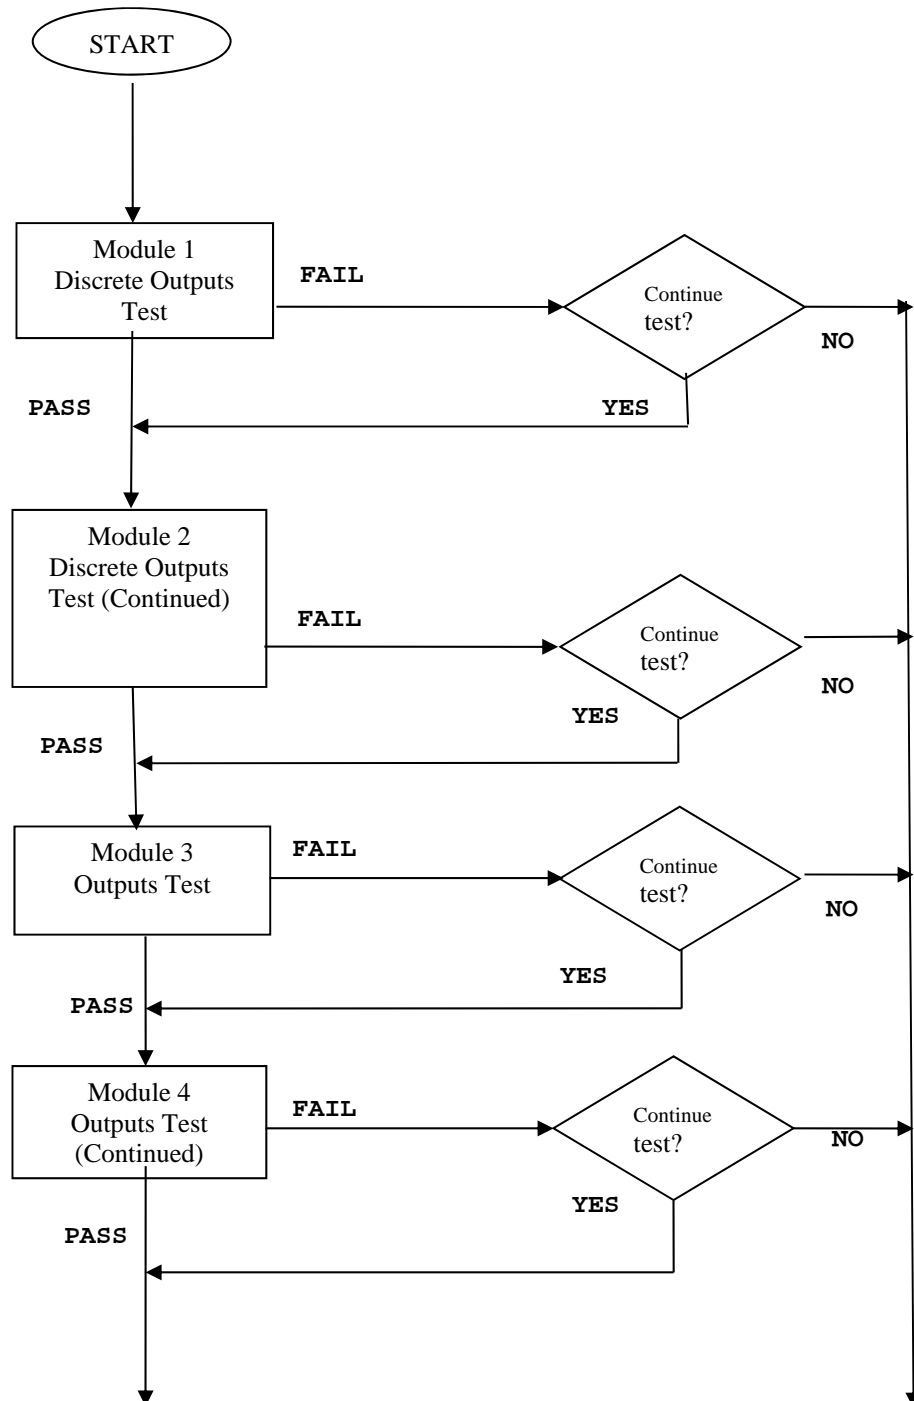 START
Module 1
Discrete Outputs
Test
FAIL
Continue
test?
NO
PASS
YES
Module 2
Discrete Outputs
Test (Continued)
FAIL
Continue
test?
NO
YES
PASS
Module 3
Outputs Test
FAIL
Continue
test?
NO
YES
PASS
Module 4
Outputs Test
(Continued)
FAIL
Continue
test?
NO
YES
PASS